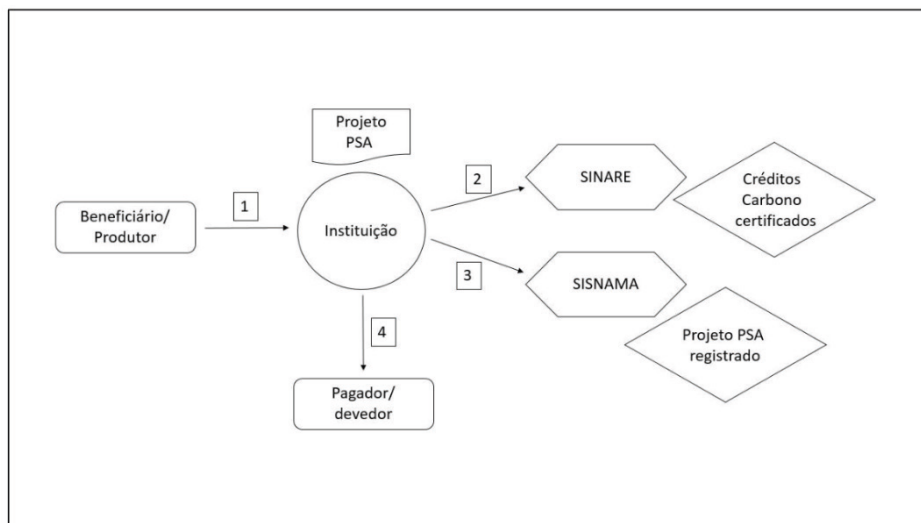 Projeto
PSA
1
2
SINARE
Créditos
Carbono
certificados
Beneficiário/
Produtor
Instituição
3
SISNAMA
4
Projeto PSA
registrado
Pagador/
devedor